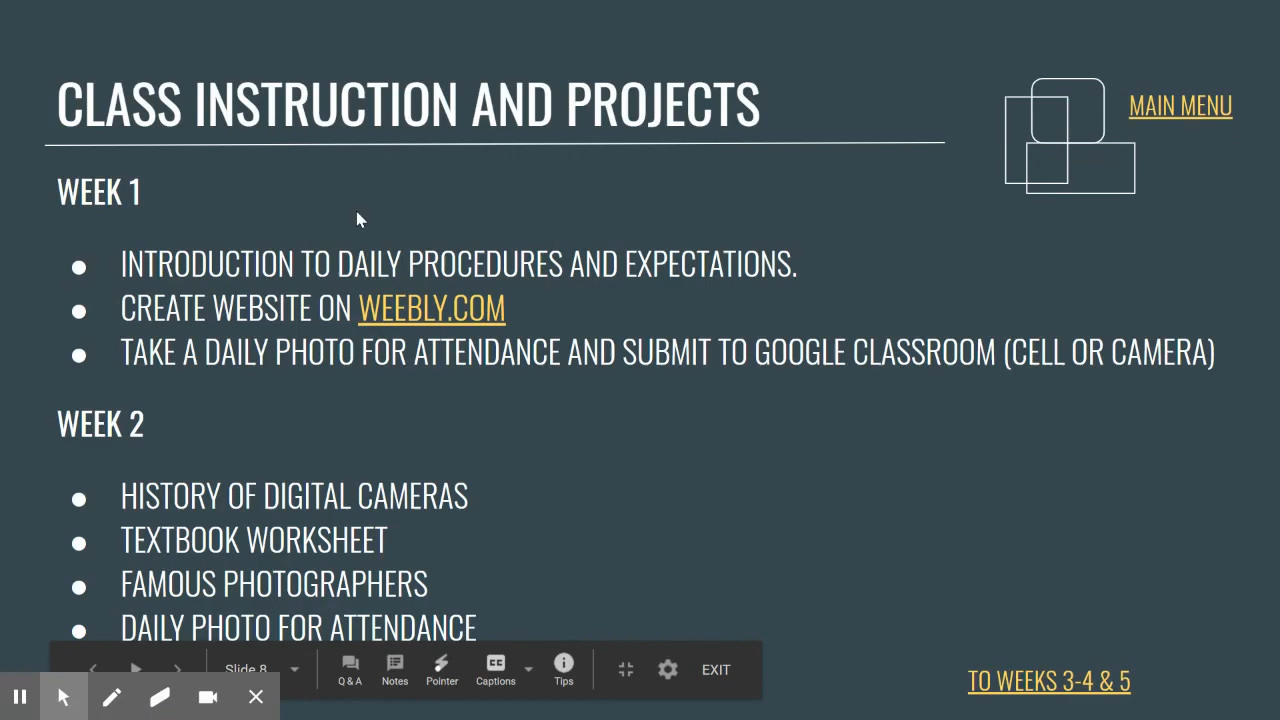 CLASS INSTRUCTION AND PROJECTS
MAIN MENU
WEEK 1
● INTRODUCTION TO DAILY PROCEDURES AND EXPECTATIONS.
● CREATE WEBSITE ON WEEBLY.COM
● TAKE A DAILY PHOTO FOR ATTENDANCE AND SUBMIT TO GOOGLE CLASSROOM (CELL OR CAMERA)
WEEK 2
● HISTORY OF DIGITAL CAMERAS
● TEXTBOOK WORKSHEET
● FAMOUS PHOTOGRAPHERS
● DAILY PHOTO FOR ATTENDANCE
Slide 8 Q & A Notes Pointer CC Captions Tips EXIT
TO WEEKS 3-4 & 5